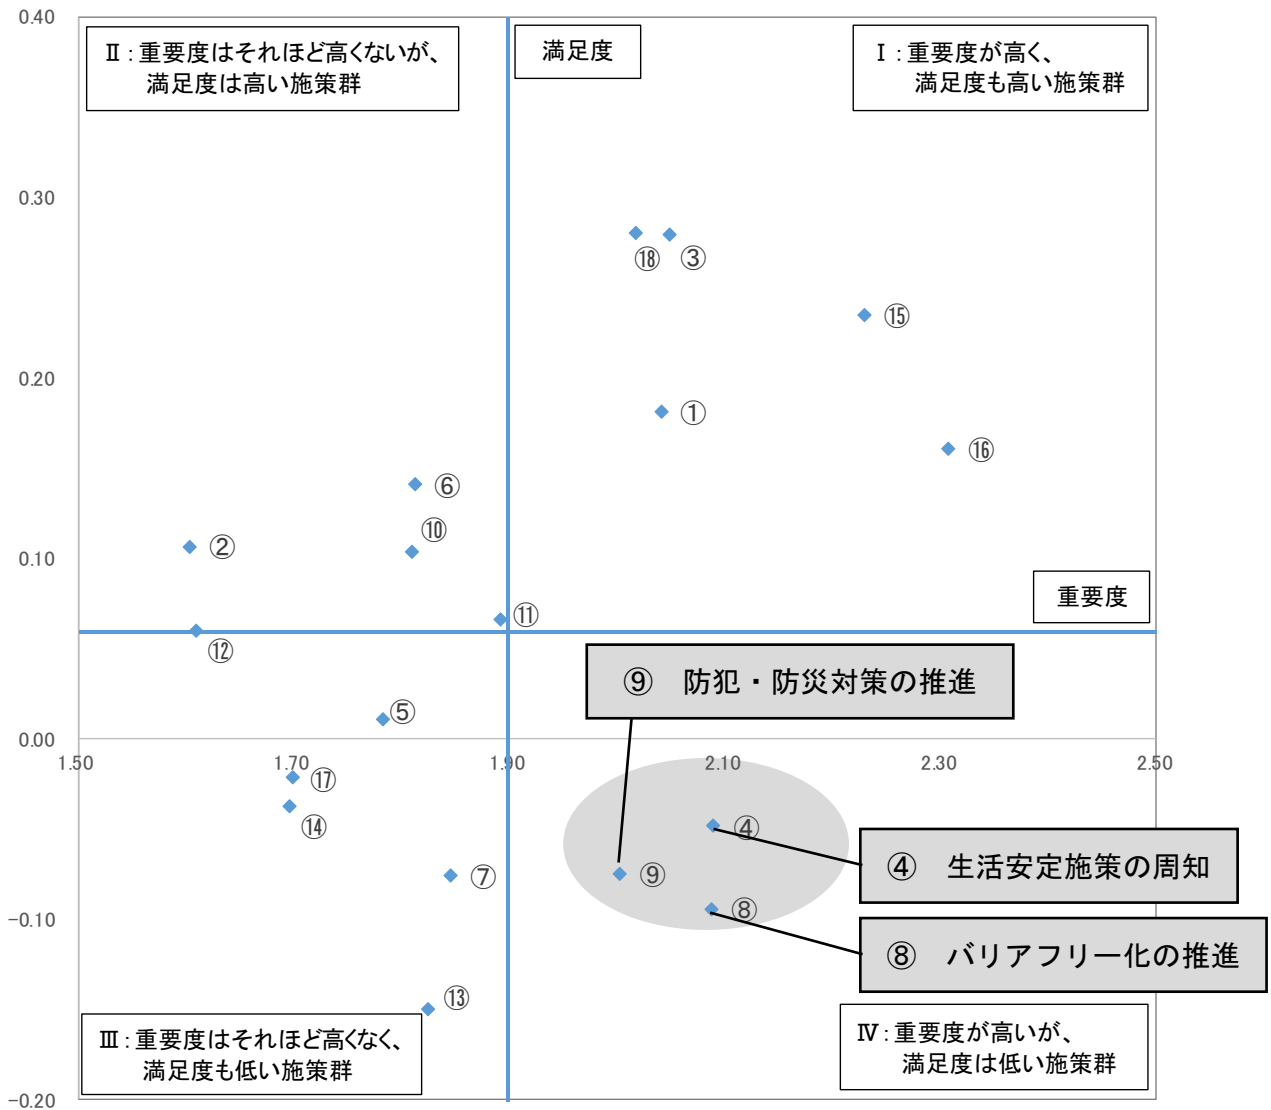 0.40
Ⅱ：重要度はそれほど高くないが、
満足度は高い施策群
満足度
Ⅰ：重要度が高く、
満足度も高い施策群
0.30
⑱
③
⑮
0.20
①
⑯
⑥
⑩
0.10
②
重要度
⑪
⑫
⑨　防犯・防災対策の推進
⑤
0.00
1.50
1.70
1.90
2.10
2.30
2.50
⑰
⑭
④
④　生活安定施策の周知
⑦
⑨
−0.10
⑧
⑧　バリアフリー化の推進
⑬
Ⅲ：重要度はそれほど高くなく、
満足度も低い施策群
Ⅳ：重要度が高いが、
満足度は低い施策群
−0.20